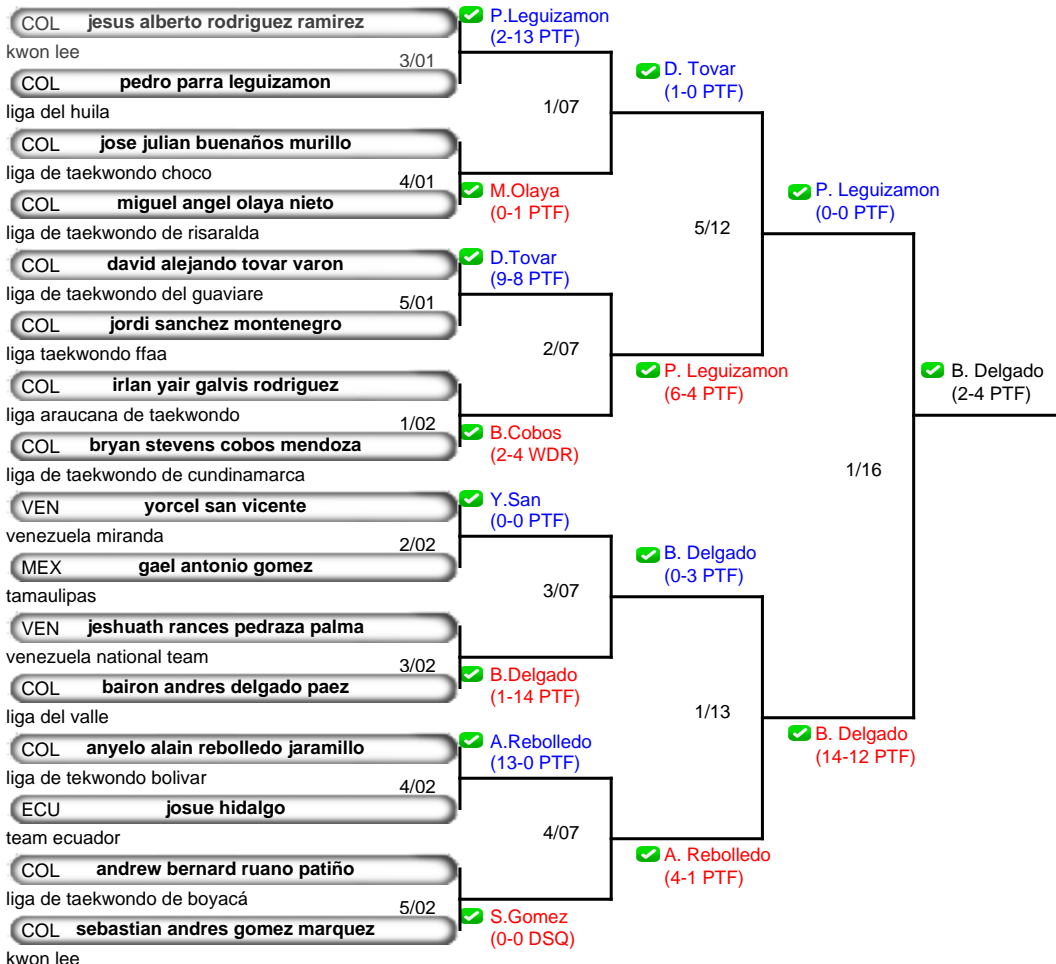 COL jesus alberto rodriguez ramirez
kwon lee
3/01
COL pedro parra leguizamon
liga del huila
COL jose julian buenaños murillo
liga de taekwondo choco
4/01
COL miguel angel olaya nieto
liga de taekwondo de risaralda
COL david alejando tovar varon
liga de taekwondo del guaviare
5/01
COL jordi sanchez montenegro
liga taekwondo ffaa
COL irlan yair galvis rodriguez
liga araucana de taekwondo
1/02
COL bryan stevens cobos mendoza
liga de taekwondo de cundinamarca
VEN yorcel san vicente
venezuela miranda
2/02
MEX gael antonio gomez
tamaulipas
VEN jeshuath rances pedraza palma
venezuela national team
3/02
COL bairon andres delgado paez
liga del valle
COL anyelo alain rebolledo jaramillo
liga de tekwondo bolivar
4/02
ECU josue hidalgo
team ecuador
COL andrew bernard ruano patiño
liga de taekwondo de boyacá
5/02
COL sebastian andres gomez marquez
kwon lee
P.Leguizamon
(2-13 PTF)
1/07
M.Olaya
(0-1 PTF)
D.Tovar
(9-8 PTF)
2/07
B.Cobos
(2-4 WDR)
Y.San
(0-0 PTF)
3/07
B.Delgado
(1-14 PTF)
A.Rebolledo
(13-0 PTF)
4/07
S.Gomez
(0-0 DSQ)
D. Tovar
(1-0 PTF)
5/12
P. Leguizamon
(6-4 PTF)
B. Delgado
(0-3 PTF)
1/13
A. Rebolledo
(4-1 PTF)
P. Leguizamon
(0-0 PTF)
1/16
B. Delgado
(14-12 PTF)
B. Delgado
(2-4 PTF)